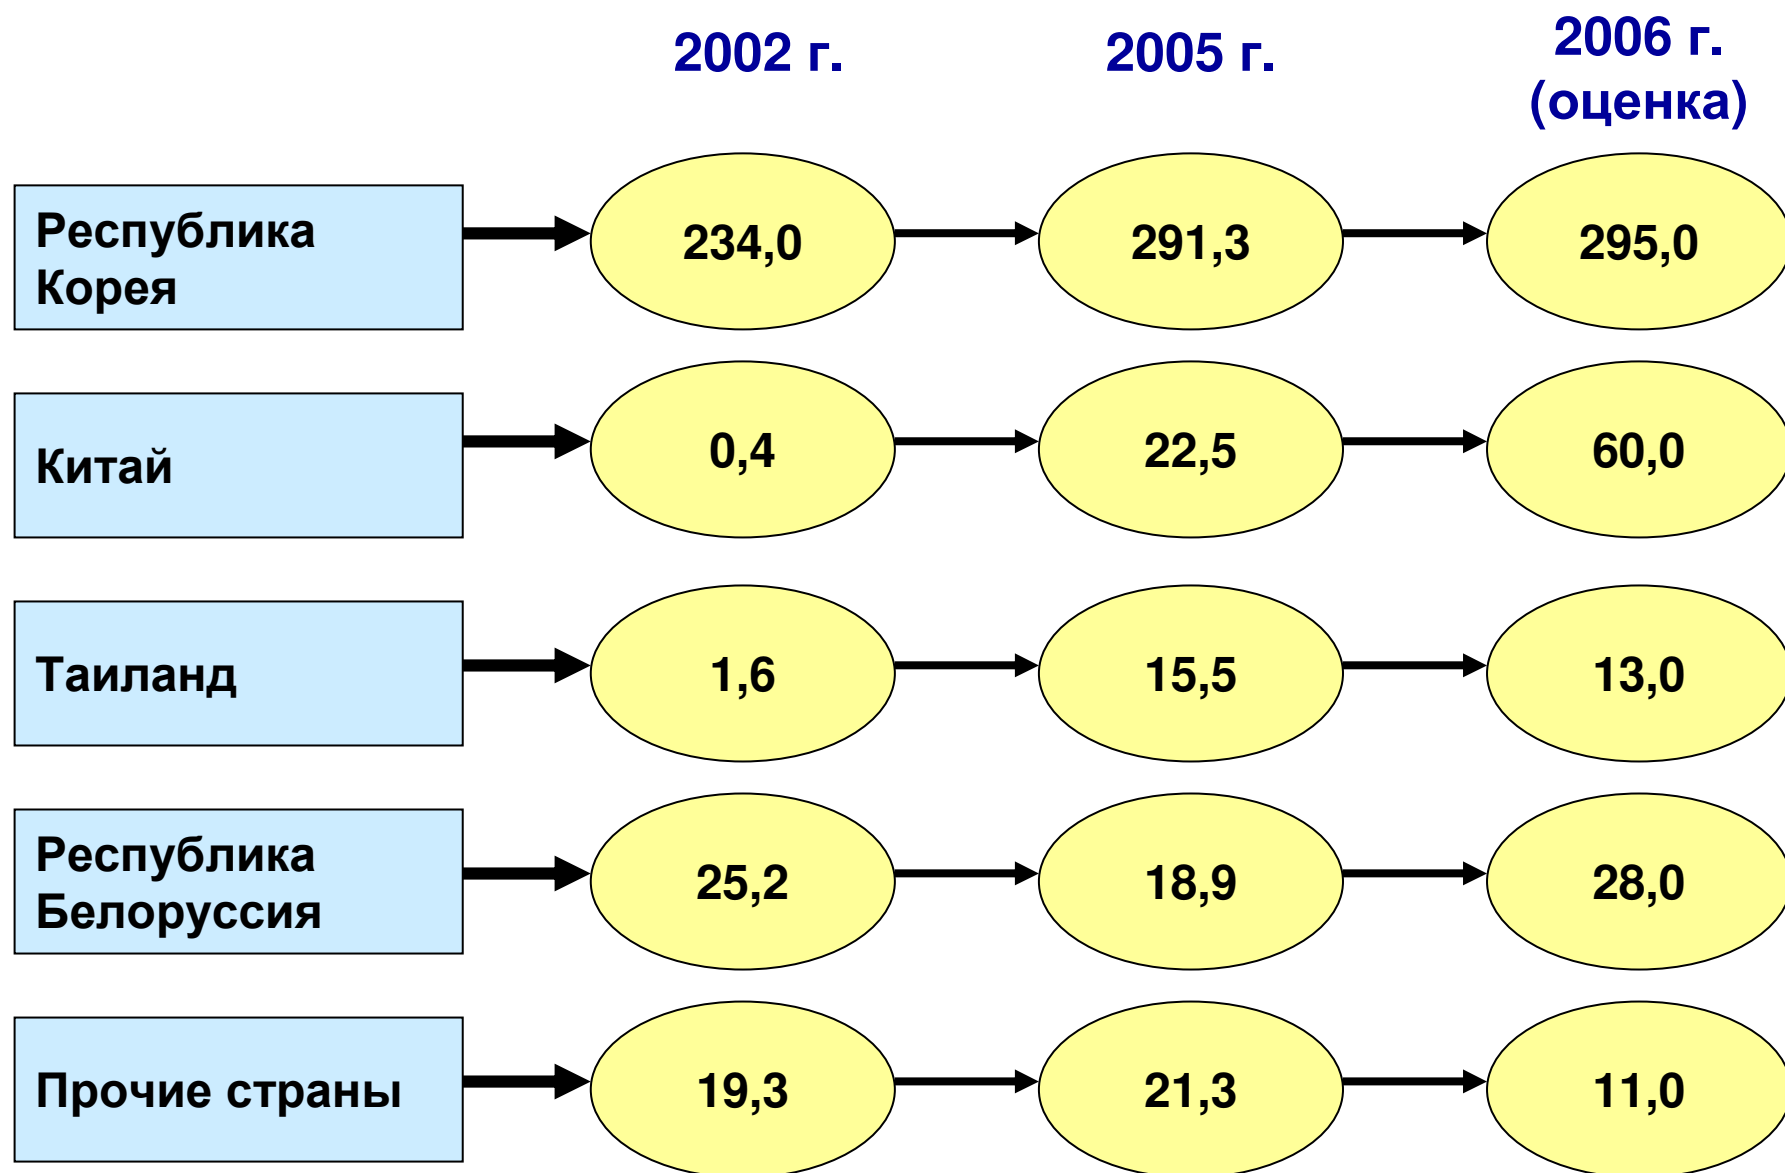 2002 г.
2005 г.
2006 г.
(оценка)
Республика
Корея
234,0
291,3
295,0
Китай
0,4
22,5
60,0
Таиланд
1,6
15,5
13,0
Республика
Белоруссия
25,2
18,9
28,0
Прочие страны
19,3
21,3
11,0